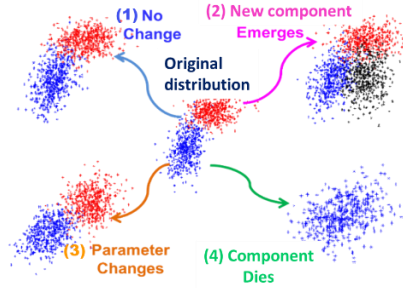 (1) No
Change
(2) New component
Emerges
Original
distribution
(3) Parameter
Changes
(4) Component
Dies